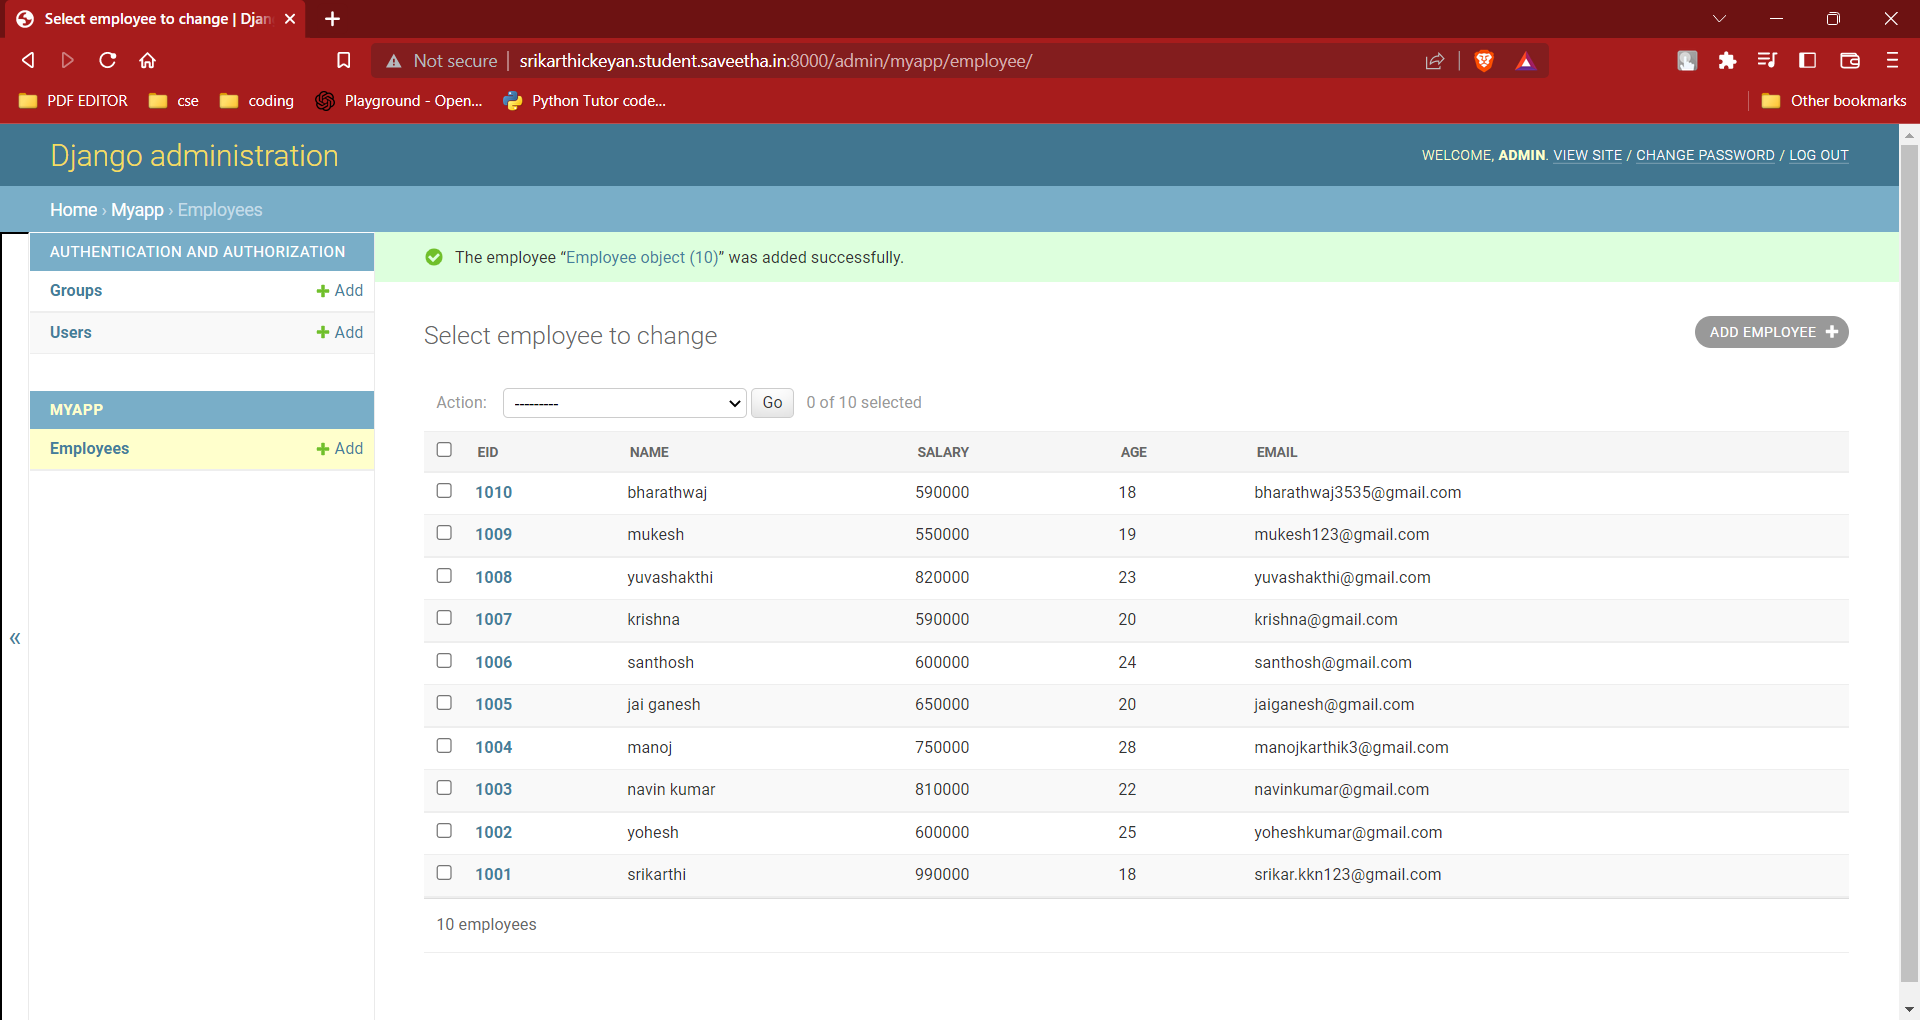 Select employee to change | Djan
Not secure | srikarthickeyan.student.saveetha.in:8000/admin/myapp/employee/
PDF EDITOR cse coding Playground - Open... Python Tutor code... Other bookmarks
Django administration
WELCOME, ADMIN. VIEW SITE / CHANGE PASSWORD / LOG OUT
Home › Myapp › Employees
AUTHENTICATION AND AUTHORIZATION
Groups + Add
Users + Add
MYAPP
Employees + Add
«
The employee “Employee object (10)” was added successfully.
Select employee to change
ADD EMPLOYEE +
Action: --------- Go 0 of 10 selected
EID NAME SALARY AGE EMAIL
1010 bharathwaj 590000 18 bharathwaj3535@gmail.com
1009 mukesh 550000 19 mukesh123@gmail.com
1008 yuvashakthi 820000 23 yuvashakthi@gmail.com
1007 krishna 590000 20 krishna@gmail.com
1006 santhosh 600000 24 santhosh@gmail.com
1005 jai ganesh 650000 20 jaiganesh@gmail.com
1004 manoj 750000 28 manojkarthik3@gmail.com
1003 navin kumar 810000 22 navinkumar@gmail.com
1002 yohesh 600000 25 yoheshkumar@gmail.com
1001 srikarthi 990000 18 srikar.kkn123@gmail.com
10 employees